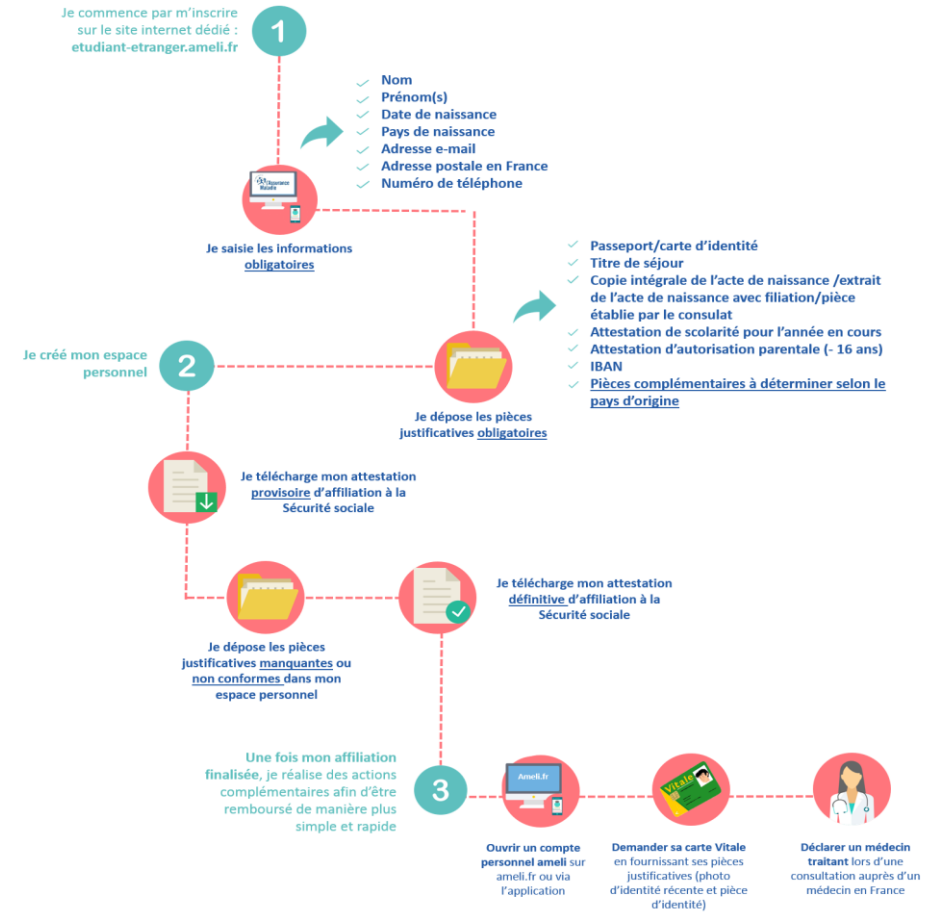 Je commence par m’inscrire
sur le site internet dédié :
etudiant-etranger.ameli.fr
1
Nom
Prénom(s)
Date de naissance
Pays de naissance
Adresse e-mail
Adresse postale en France
Numéro de téléphone
l'Assurance
Maladie
Je saisie les informations
obligatoires
Passeport/carte d’identité
Titre de séjour
Copie intégrale de l’acte de naissance /extrait
de l’acte de naissance avec filiation/pièce
établie par le consulat
Attestation de scolarité pour l’année en cours
Attestation d’autorisation parentale (- 16 ans)
IBAN
Pièces complémentaires à déterminer selon le
pays d’origine
Je dépose les pièces
justificatives obligatoires
Je créé mon espace
personnel
2
Je télécharge mon attestation
provisoire d’affiliation à la
Sécurité sociale
Je dépose les pièces
justificatives manquantes ou
non conformes dans mon
espace personnel
Je télécharge mon attestation
définitive d’affiliation à la
Sécurité sociale
Une fois mon affiliation
finalisée, je réalise des actions
complémentaires afin d’être
remboursé de manière plus
simple et rapide
3
Ameli.fr
Ouvrir un compte
personnel ameli sur
ameli.fr ou via
l’application
Vitale
Demander sa carte Vitale
en fournissant ses pièces
justificatives (photo
d’identité récente et pièce
d’identité)
Déclarer un médecin
traitant lors d’une
consultation auprès d’un
médecin en France